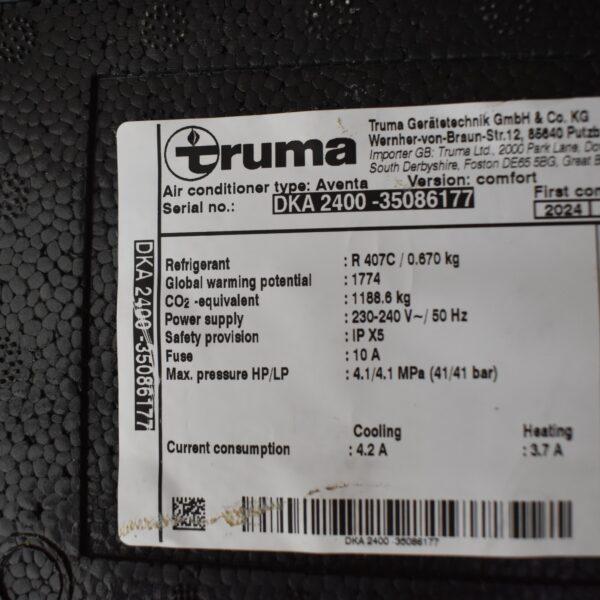 truma
Truma Gerätetechnik GmbH & Co. KG
Wernher-von-Braun-Str.12, 85640 Putzb
Importer GB: Truma Ltd., 2000 Park Lane, Do
South Derbyshire, Foston DE65 5BG, Great B
Air conditioner type: Aventa Version: comfort
Serial no.: DKA 2400 -35086177
First com
2024
DKA 2400 -35086177
Refrigerant : R 407C / 0.670 kg
Global warming potential : 1774
CO₂ -equivalent : 1188.6 kg
Power supply : 230-240 V~/ 50 Hz
Safety provision : IP X5
Fuse : 10 A
Max. pressure HP/LP : 4.1/4.1 MPa (41/41 bar)
Cooling Heating
Current consumption : 4.2 A : 3.7 A
DKA 2400 -35086177